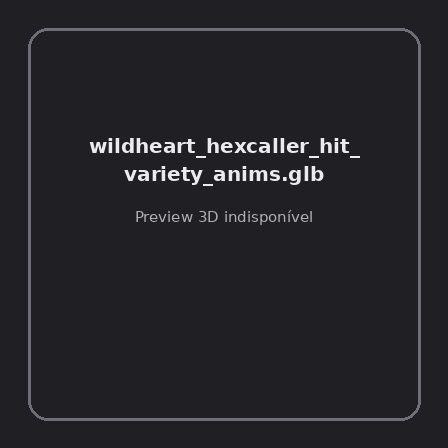 wildheart_hexcaller_hit_
variety_anims.glb
Preview 3D indisponível